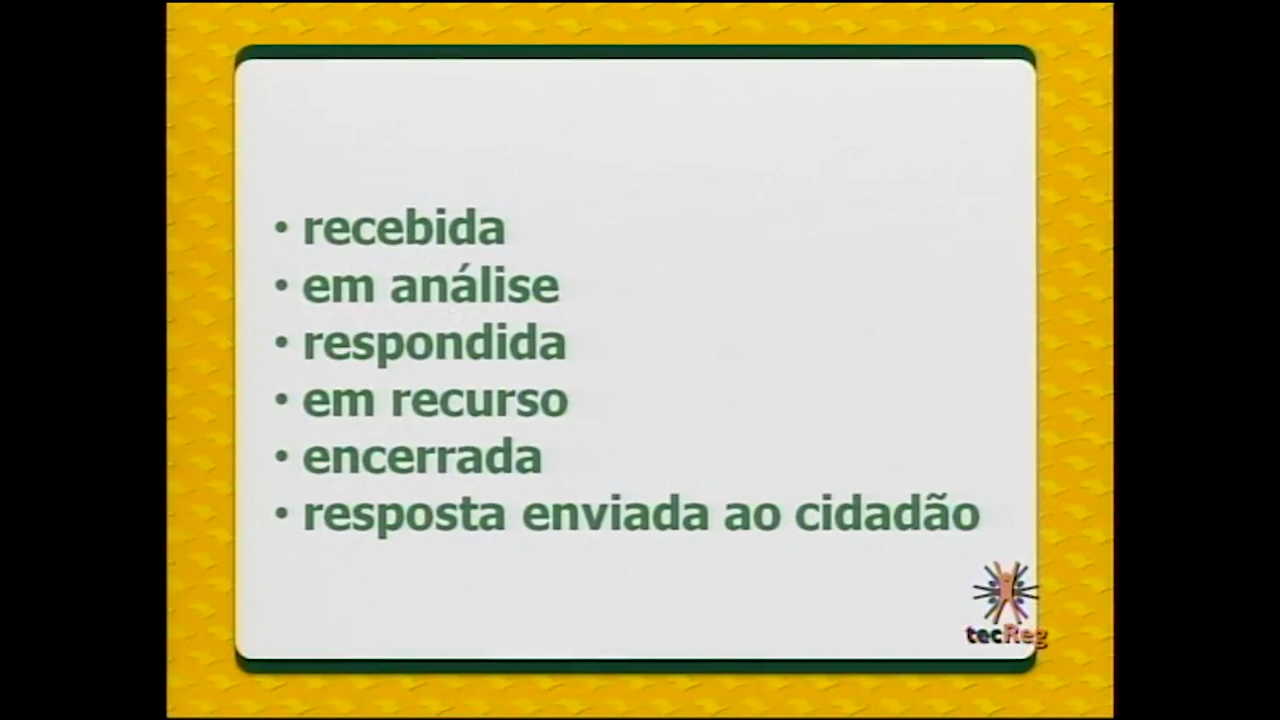 • recebida
• em análise
• respondida
• em recurso
• encerrada
• resposta enviada ao cidadão
tecReg